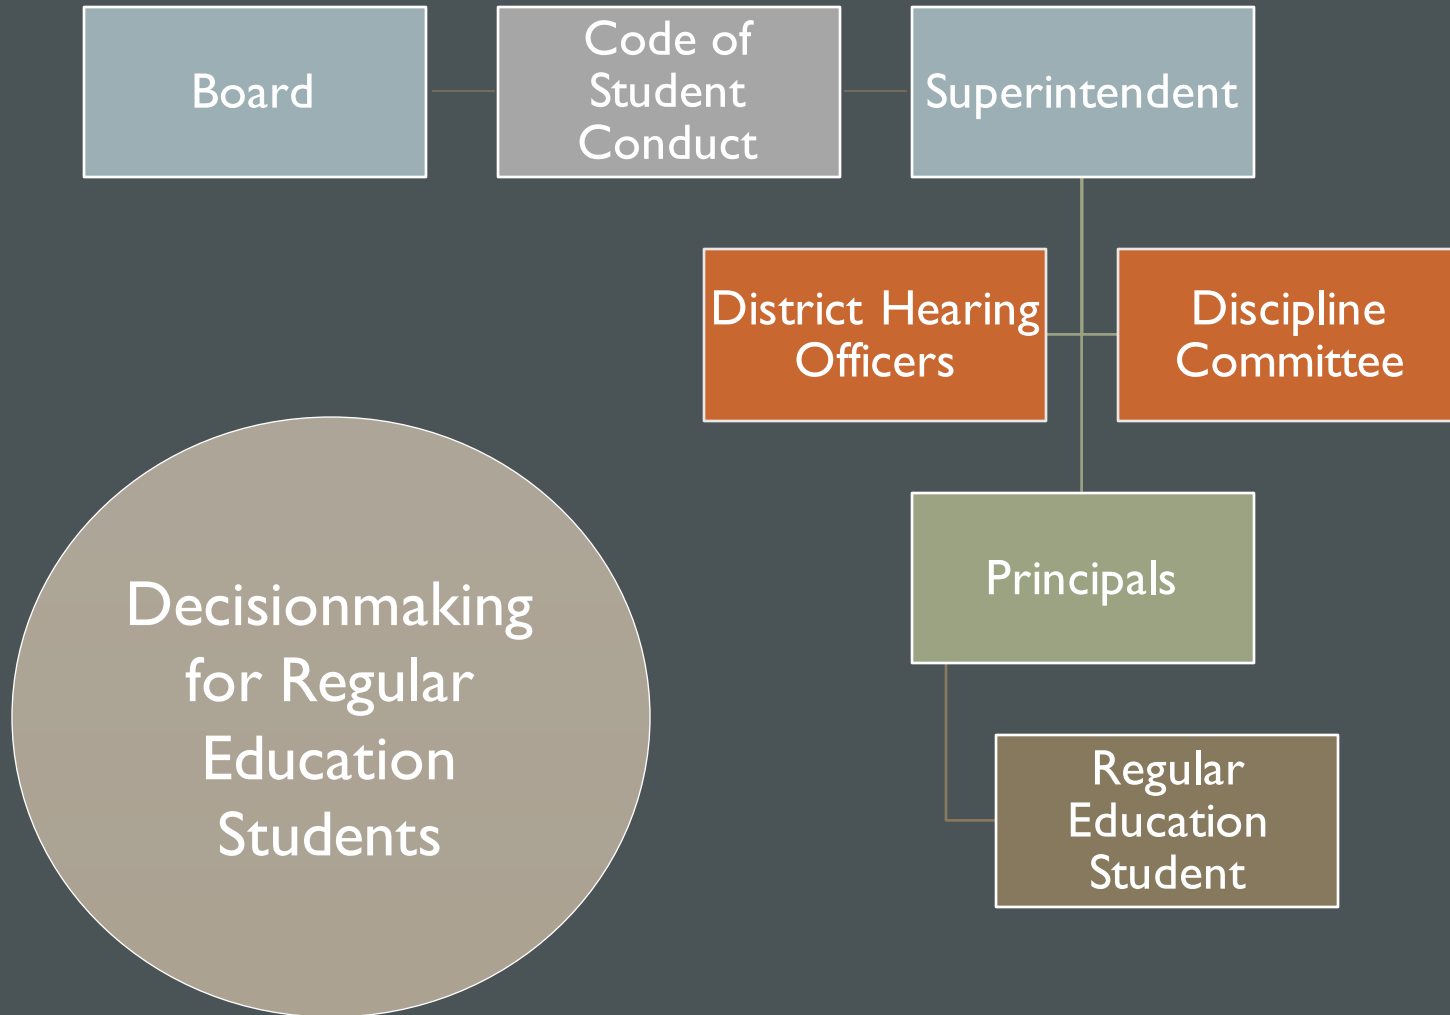 Board
Code of
Student
Conduct
Superintendent
District Hearing
Officers
Discipline
Committee
Principals
Regular
Education
Student
Decisionmaking
for Regular
Education
Students